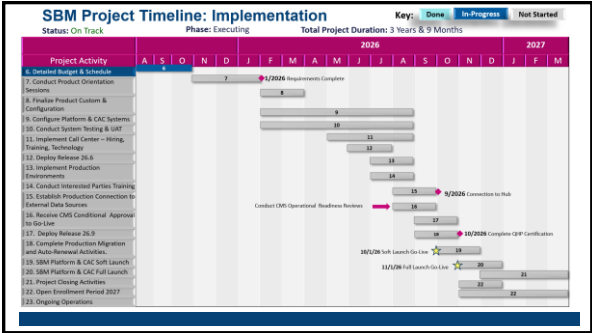 SBM Project Timeline: Implementation
Key: Done In-Progress Not Started
Status: On Track Phase: Executing Total Project Duration: 3 Years & 9 Months
2026 2027
Project Activity A S O N D J F M A M J J A S O N D J F M
6. Detailed Budget & Schedule 6
7. Conduct Product Orientation
Sessions
7 1/2026 Requirements Complete
8. Finalize Product Custom &
Configuration
8
9. Configure Platform & CAC Systems
9
10. Conduct System Testing & UAT
10
11. Implement Call Center – Hiring,
Training, Technology
11
12
12. Deploy Release 26.6
13
13. Implement Production
Environments
14
14. Conduct Interested Parties Training
15 9/2026 Connection to Hub
15. Establish Production Connection to
External Data Sources
Conduct CMS Operational Readiness Reviews 16
16. Receive CMS Conditional Approval
to Go-Live
17
17. Deploy Release 26.9
18 10/2026 Complete QHP Certification
18. Complete Production Migration
and Auto-Renewal Activities.
10/1/26 Soft Launch Go-Live 19
19. SBM Platform & CAC Soft Launch
11/1/26 Full Launch Go-Live 20
20. SBM Platform & CAC Full Launch
21
21. Project Closing Activities
22
22. Open Enrollment Period 2027
22
23. Ongoing Operations